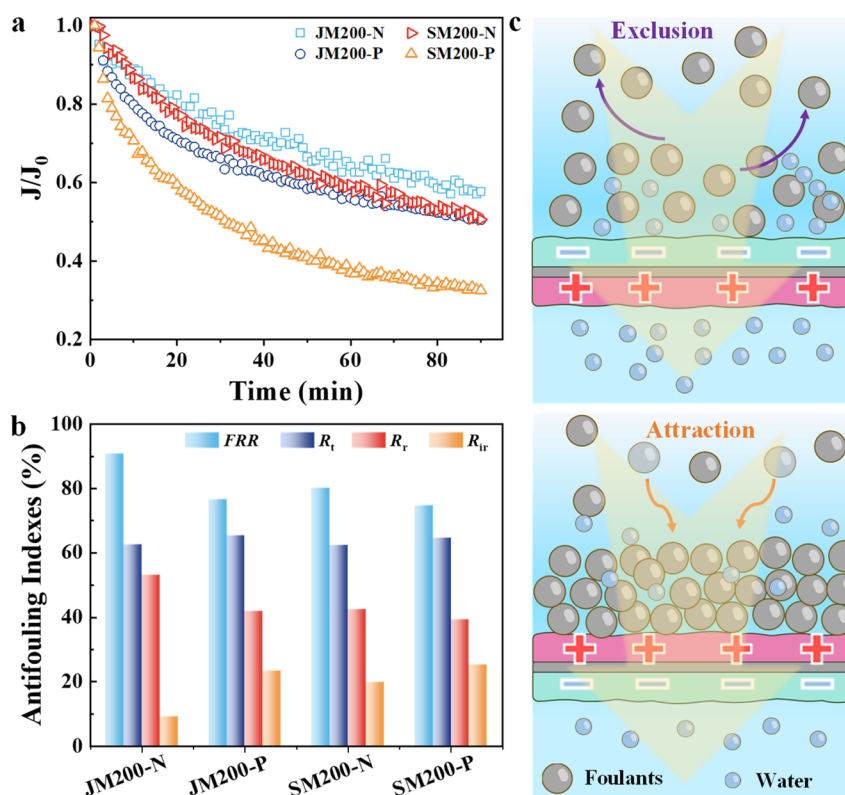 a
JM200-N SM200-N
JM200-P SM200-P
J/J0
1.0
0.8
0.6
0.4
0.2
0 20 40 60 80
Time (min)
b
FRR Rt Rr Rir
Antifouling Indexes (%)
100
80
60
40
20
0
JM200-N JM200-P SM200-N SM200-P
c
Exclusion
− − − −
+ + + +
Attraction
+ + + +
− − − −
Foulants Water